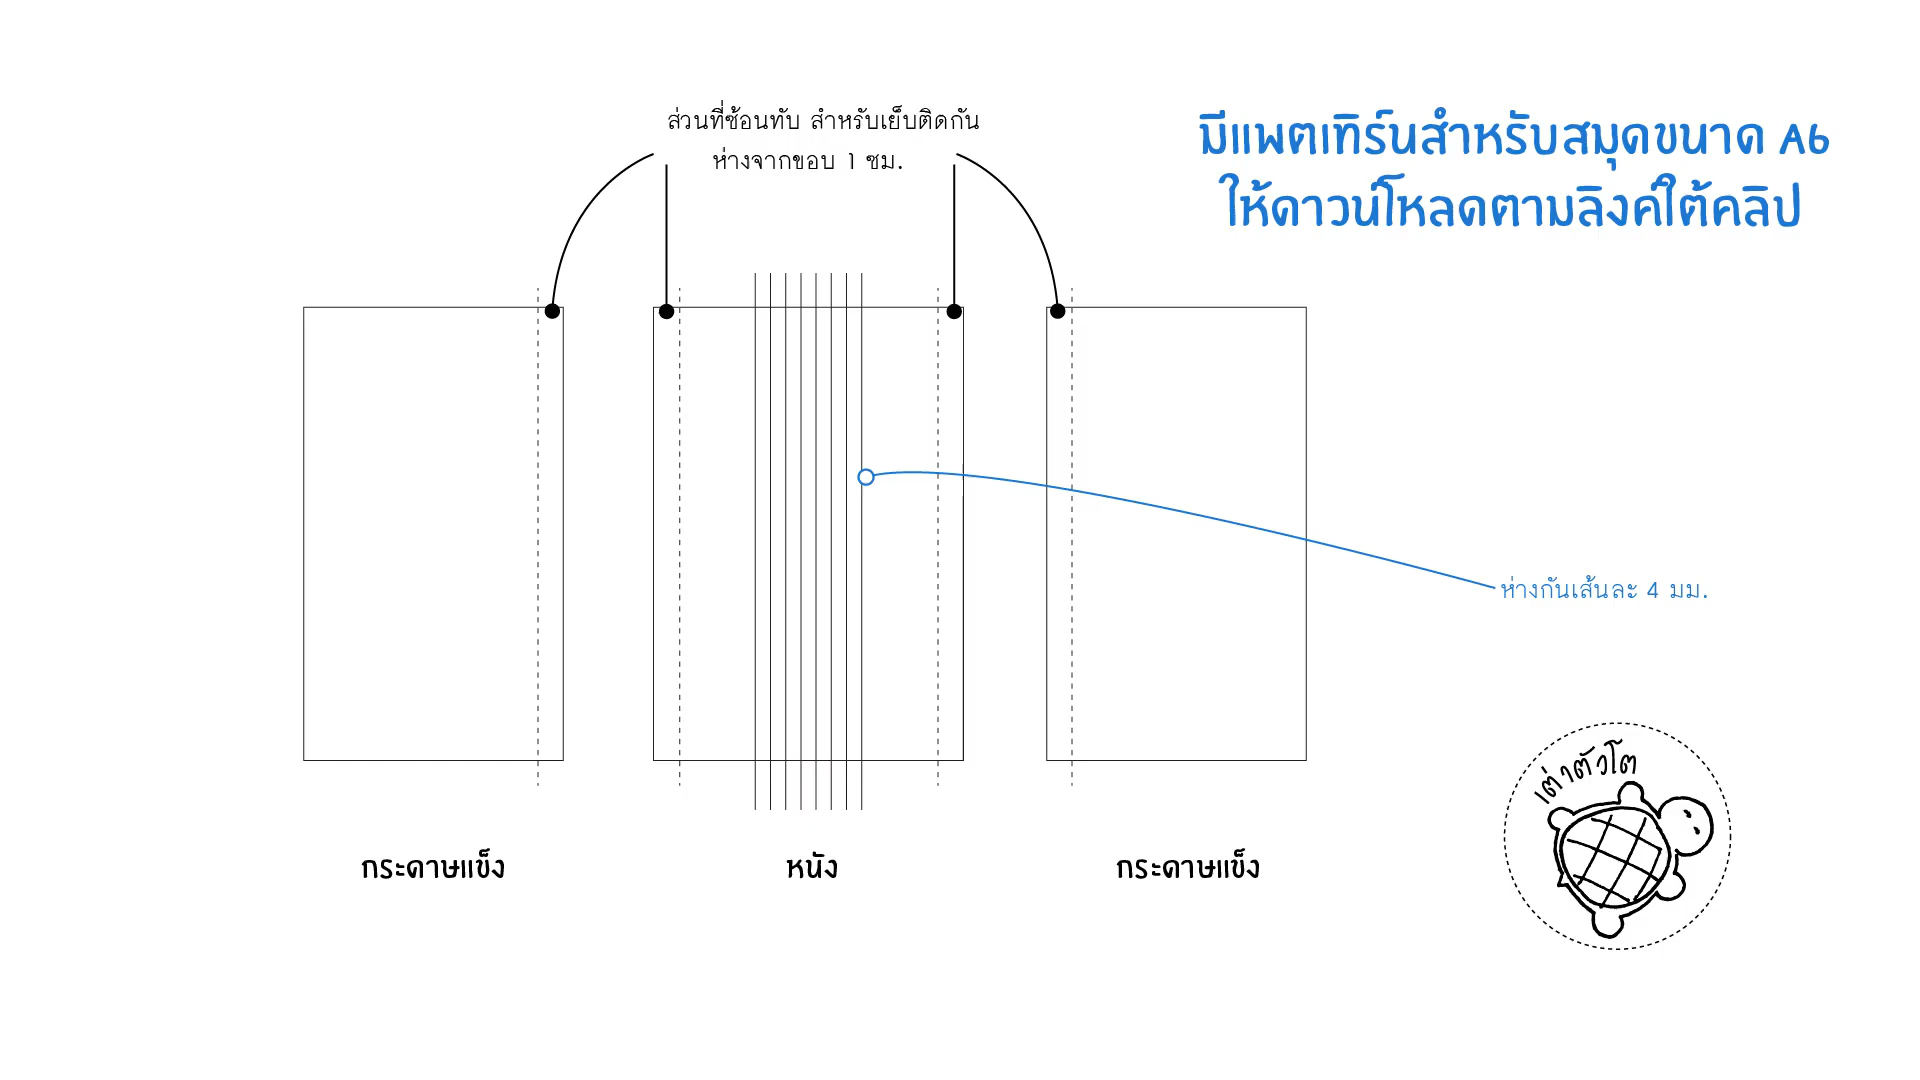 ส่วนที่ซ้อนทับ สำหรับเย็บติดกัน
ห่างจากขอบ 1 ซม.
มีแพตเทิร์นสำหรับสมุดขนาด A6
ให้ดาวน์โหลดตามลิงค์ใต้คลิป
ห่างกันเส้นละ 4 มม.
เต่าตัวโต
กระดาษแข็ง
หนัง
กระดาษแข็ง